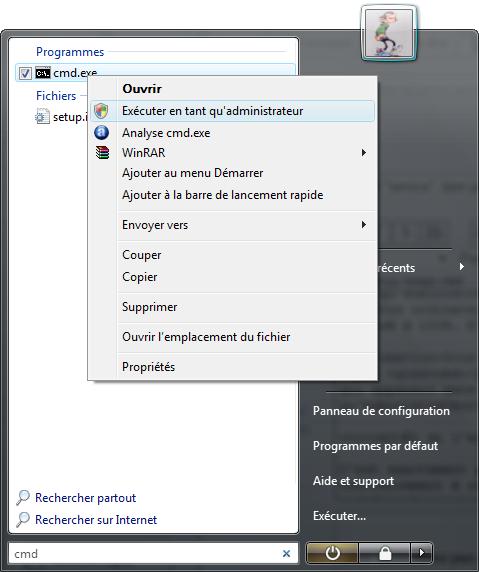 Programmes
cmd.exe
Fichiers
setup.i
Ouvrir
Exécuter en tant qu'administrateur
Analyse cmd.exe
WinRAR
Ajouter au menu Démarrer
Ajouter à la barre de lancement rapide
Envoyer vers
Couper
Copier
Supprimer
Ouvrir l'emplacement du fichier
Propriétés
récents
Panneau de configuration
Programmes par défaut
Aide et support
Exécuter...
Rechercher partout
Rechercher sur Internet
cmd